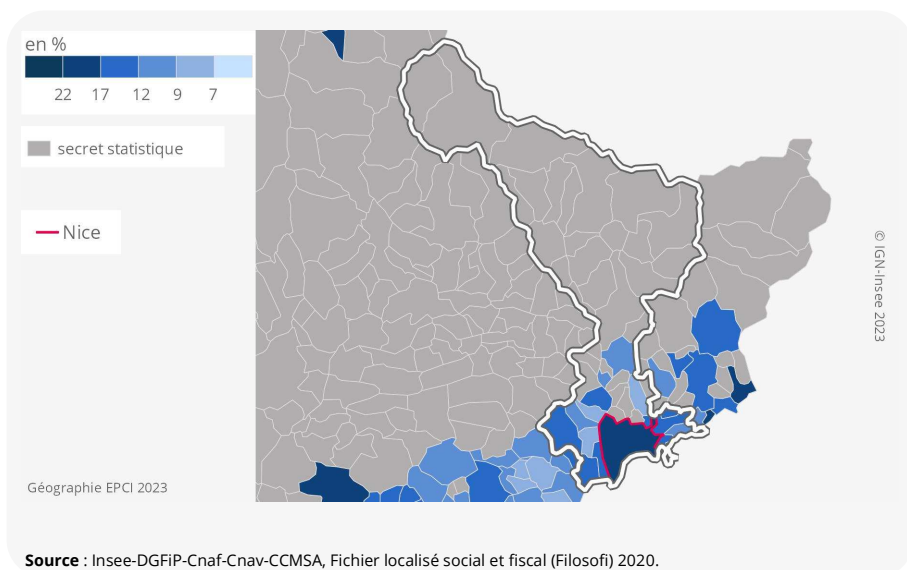 en %
22 17 12 9 7
secret statistique
Nice
© IGN-Insee 2023
Géographie EPCI 2023
Source : Insee-DGFiP-Cnaf-Cnav-CCMSA, Fichier localisé social et fiscal (Filosofi) 2020.